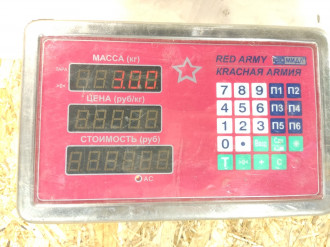 МАССА (кг)
3.00
RED ARMY МИДЛ
КРАСНАЯ АРМИЯ
ЦЕНА (руб/кг)
СТОИМОСТЬ (руб)
АС
7 8 9 П1 П2
4 5 6 П3 П4
1 2 3 П5 П6
0
T C